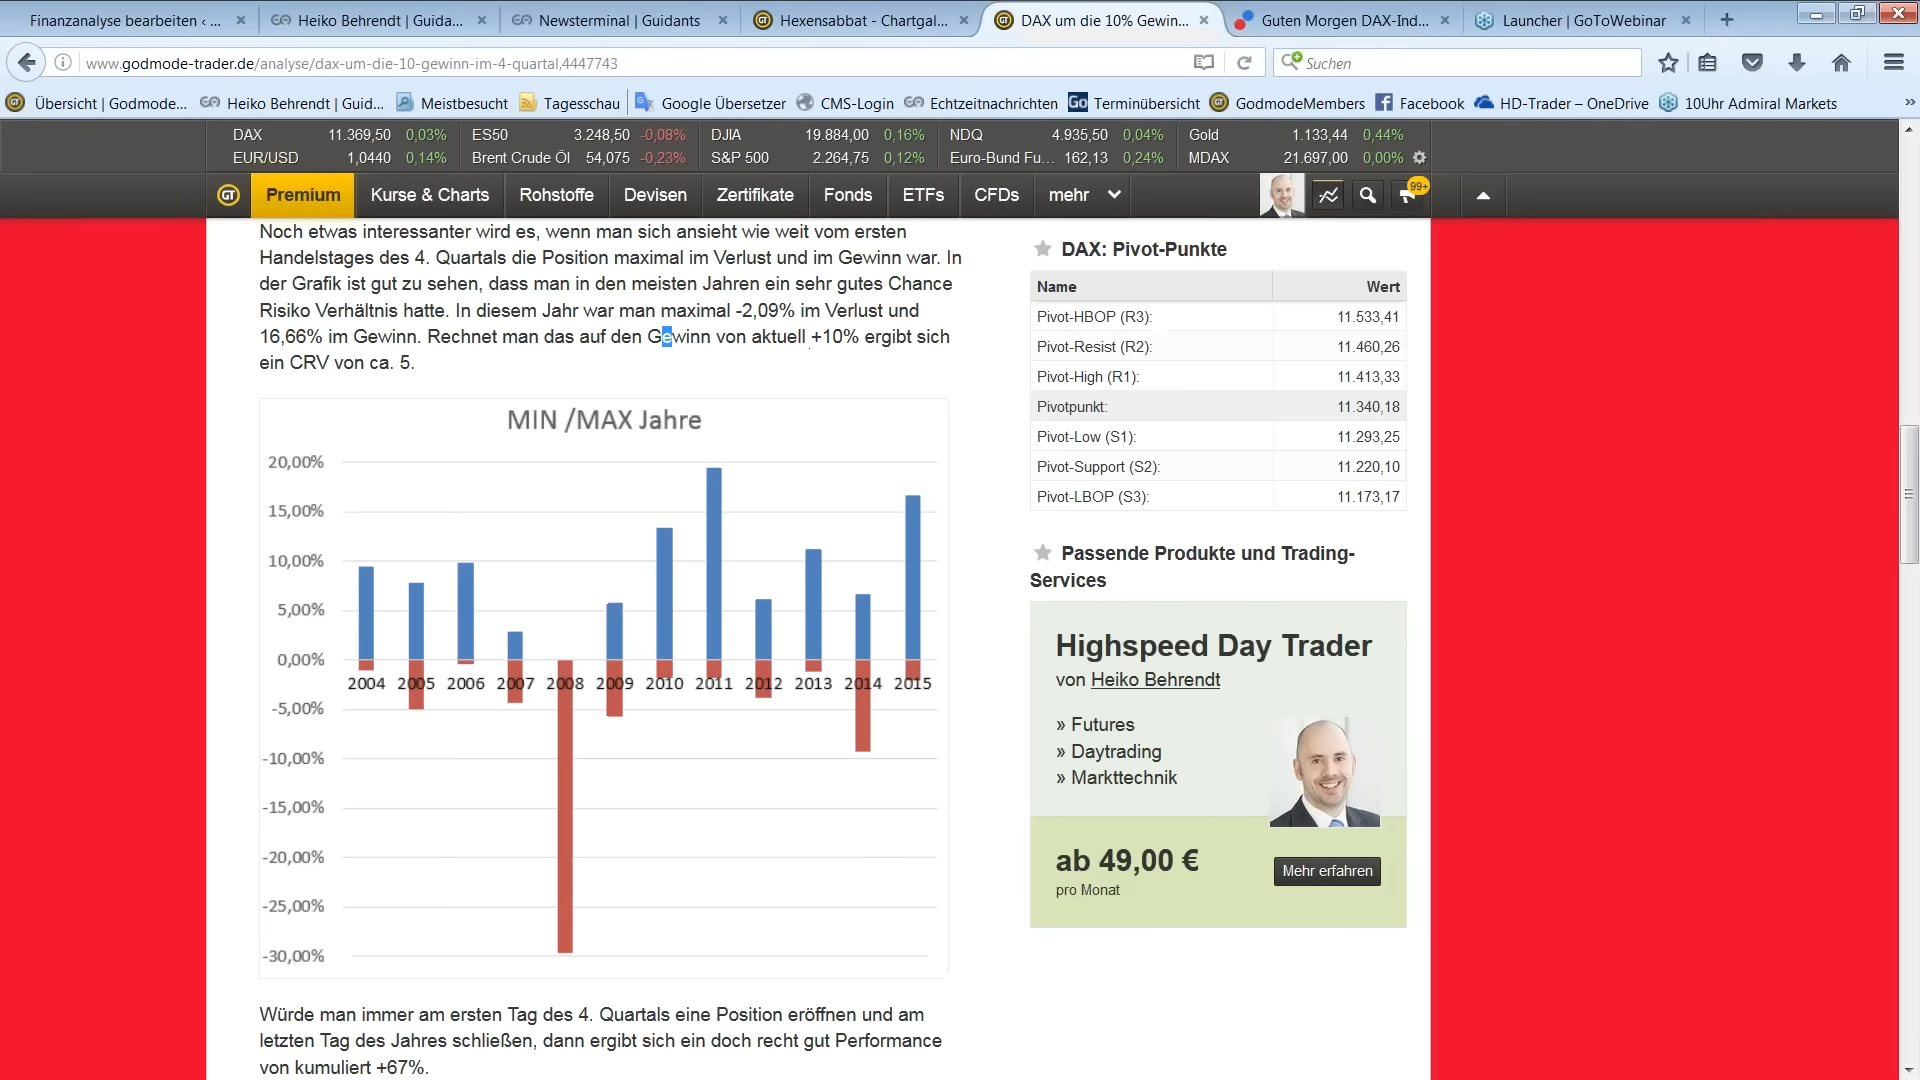 Finanzanalyse bearbeiten ‹ ...
Heiko Behrendt | Guida...
Newsterminal | Guidants
Hexensabbat - Chartgal...
DAX um die 10% Gewin...
Guten Morgen DAX-Ind...
Launcher | GoToWebinar
www.godmode-trader.de/analyse/dax-um-die-10-gewinn-im-4-quartal,4447743
Suchen
Übersicht | Godmode...
Heiko Behrendt | Guid...
Meistbesucht
Tagesschau
Google Übersetzer
CMS-Login
Echtzeitnachrichten
Go Terminübersicht
GodmodeMembers
Facebook
HD-Trader – OneDrive
10Uhr Admiral Markets
»
DAX 11.369,50 0,03% ES50 3.248,50 -0,08% DJIA 19.884,00 0,16% NDQ 4.935,50 0,04% Gold 1.133,44 0,44%
EUR/USD 1,0440 0,14% Brent Crude Öl 54,075 -0,23% S&P 500 2.264,75 0,12% Euro-Bund Fu... 162,13 0,24% MDAX 21.697,00 0,00%
GT Premium Kurse & Charts Rohstoffe Devisen Zertifikate Fonds ETFs CFDs mehr 99+
Noch etwas interessanter wird es, wenn man sich ansieht wie weit vom ersten
Handelstages des 4. Quartals die Position maximal im Verlust und im Gewinn war. In
der Grafik ist gut zu sehen, dass man in den meisten Jahren ein sehr gutes Chance
Risiko Verhältnis hatte. In diesem Jahr war man maximal -2,09% im Verlust und
16,66% im Gewinn. Rechnet man das auf den Gewinn von aktuell +10% ergibt sich
ein CRV von ca. 5.
MIN /MAX Jahre
20,00%
15,00%
10,00%
5,00%
0,00%
2004 2005 2006 2007 2008 2009 2010 2011 2012 2013 2014 2015
-5,00%
-10,00%
-15,00%
-20,00%
-25,00%
-30,00%
Würde man immer am ersten Tag des 4. Quartals eine Position eröffnen und am
letzten Tag des Jahres schließen, dann ergibt sich ein doch recht gut Performance
von kumuliert +67%.
DAX: Pivot-Punkte
Name Wert
Pivot-HBOP (R3): 11.533,41
Pivot-Resist (R2): 11.460,26
Pivot-High (R1): 11.413,33
Pivotpunkt: 11.340,18
Pivot-Low (S1): 11.293,25
Pivot-Support (S2): 11.220,10
Pivot-LBOP (S3): 11.173,17
Passende Produkte und Trading-
Services
Highspeed Day Trader
von Heiko Behrendt
» Futures
» Daytrading
» Markttechnik
ab 49,00 €
pro Monat
Mehr erfahren